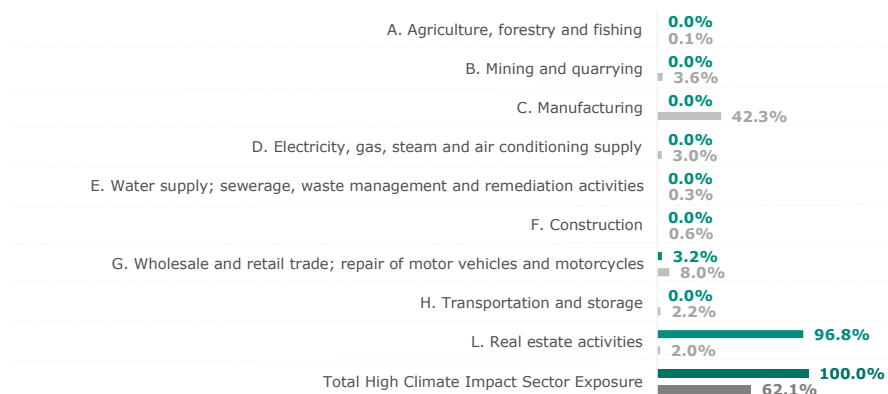 A. Agriculture, forestry and fishing 0.0%
0.1%
B. Mining and quarrying 0.0%
3.6%
C. Manufacturing 0.0%
42.3%
D. Electricity, gas, steam and air conditioning supply 0.0%
3.0%
E. Water supply; sewerage, waste management and remediation activities 0.0%
0.3%
F. Construction 0.0%
0.6%
G. Wholesale and retail trade; repair of motor vehicles and motorcycles 3.2%
8.0%
H. Transportation and storage 0.0%
2.2%
L. Real estate activities 96.8%
2.0%
Total High Climate Impact Sector Exposure 100.0%
62.1%